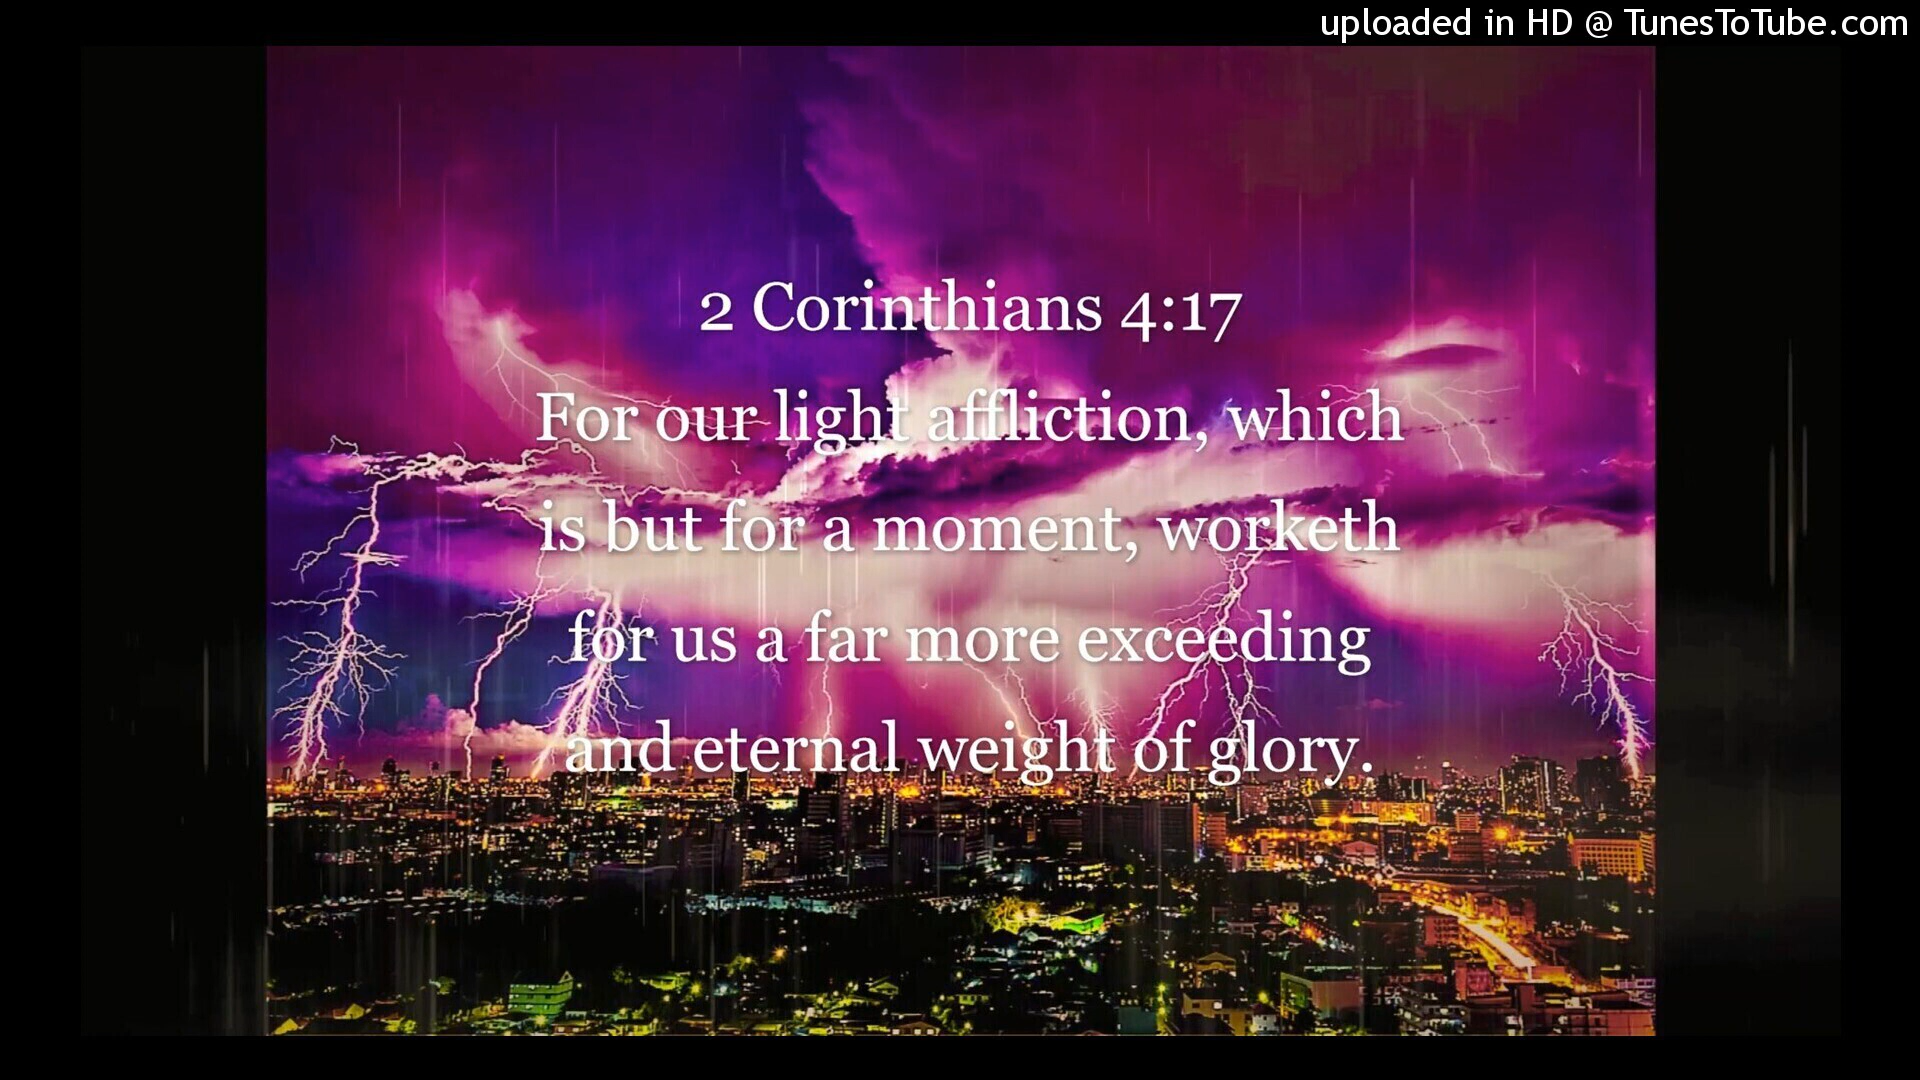 uploaded in HD @ TunesToTube.com
2 Corinthians 4:17
For our light affliction, which
is but for a moment, worketh
for us a far more exceeding
and eternal weight of glory.